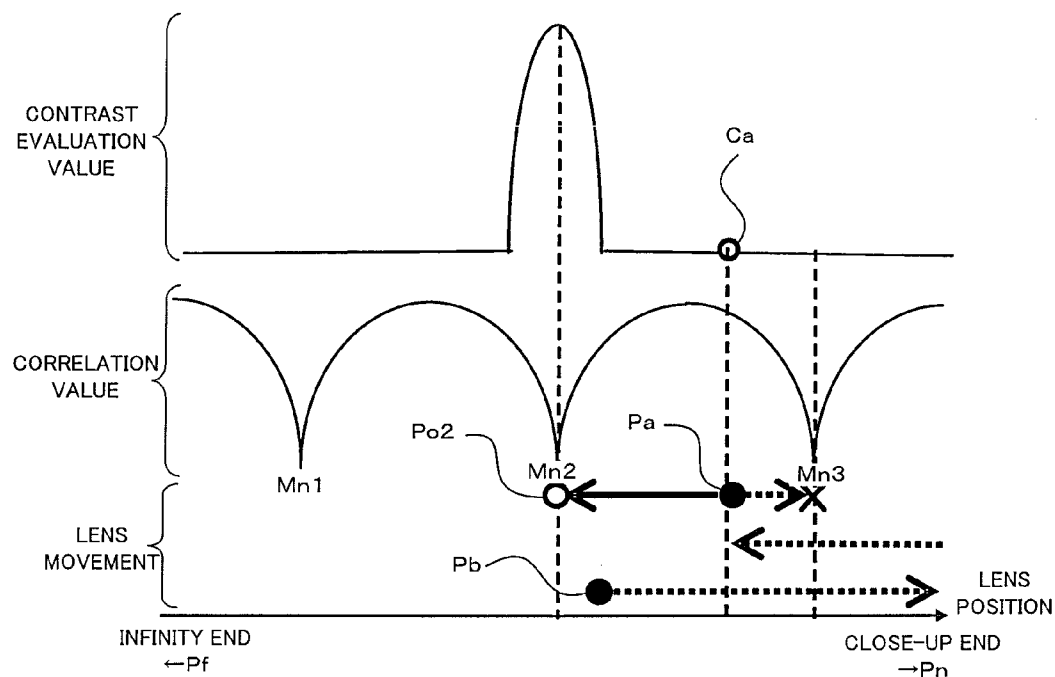 CONTRAST
EVALUATION
VALUE
Ca
CORRELATION
VALUE
Po2
Pa
Mn1
Mn2
Mn3
LENS
MOVEMENT
Pb
LENS
POSITION
INFINITY END
←Pf
CLOSE-UP END
→Pn